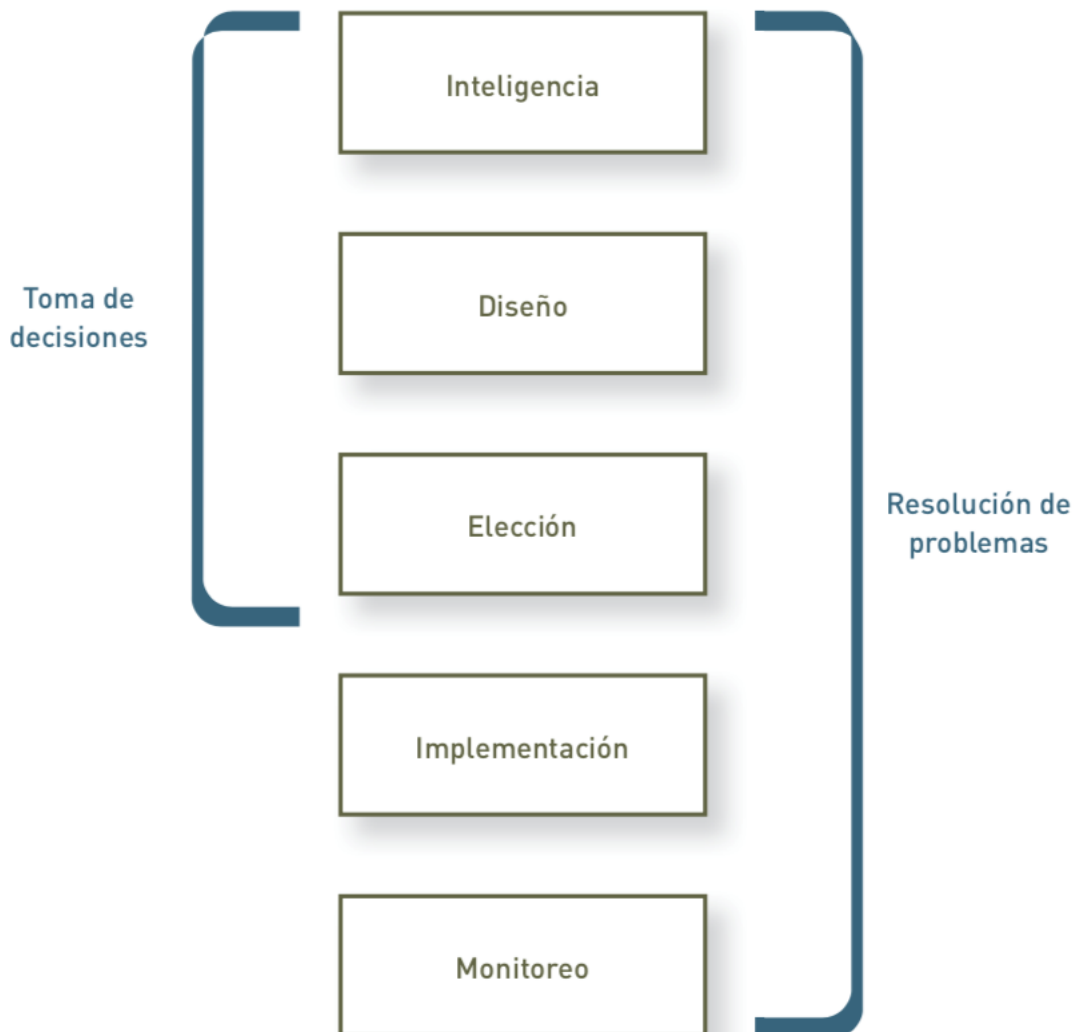 Inteligencia
Diseño
Toma de
decisiones
Elección
Resolución de
problemas
Implementación
Monitoreo